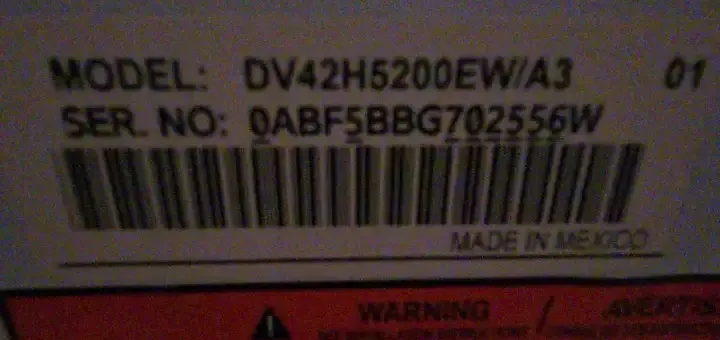 MODEL: DV42H5200EW/A3 01
SER. NO: 0ABF5BBG702556W
MADE IN MEXICO
WARNING / AVERTIS